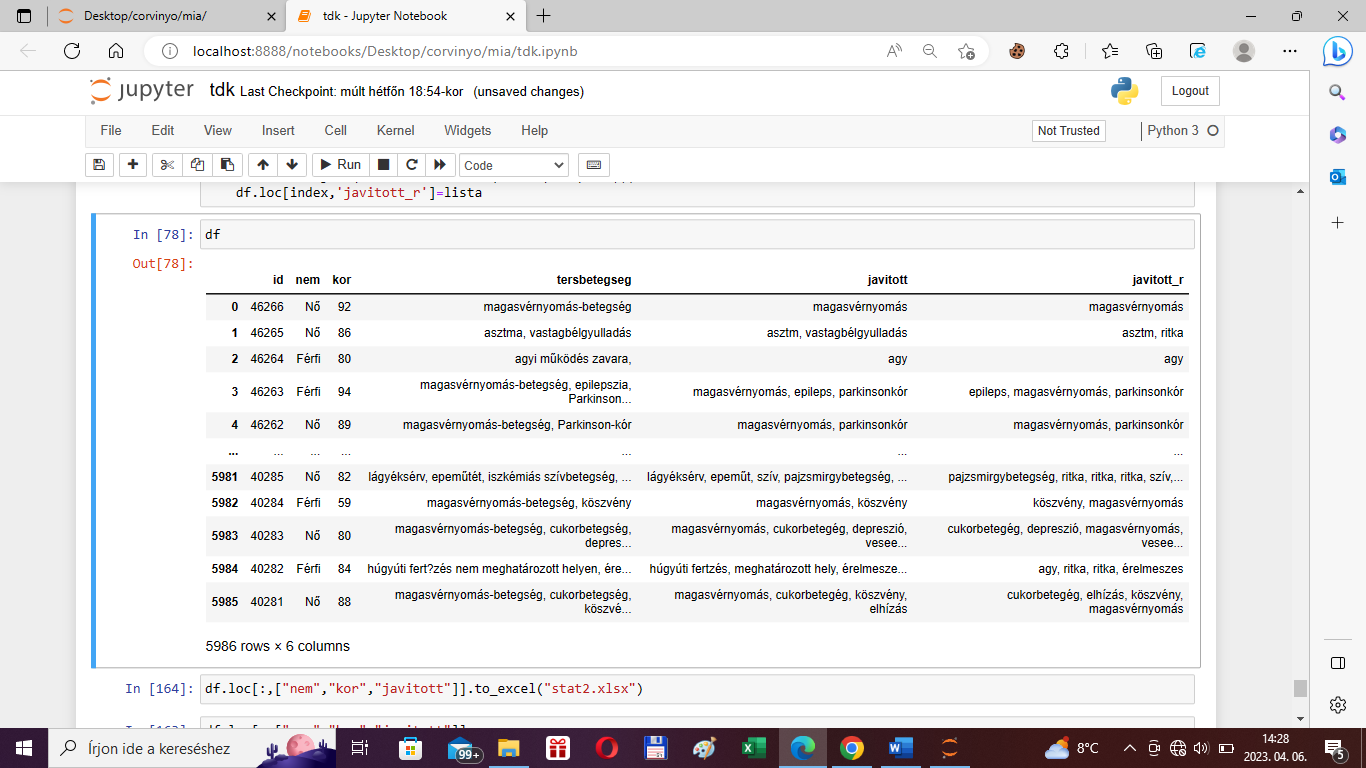 Desktop/corvinyo/mia/
tdk - Jupyter Notebook
localhost:8888/notebooks/Desktop/corvinyo/mia/tdk.ipynb
jupyter tdk Last Checkpoint: múlt hétfőn 18:54-kor (unsaved changes)
Logout
File Edit View Insert Cell Kernel Widgets Help
Not Trusted
Python 3
Run
Code
df.loc[index,'javitott_r']=lista
In [78]: df
Out[78]:
id nem kor tersbetegseg javitott javitott_r
0 46266 Nő 92 magasvérnyomás-betegség magasvérnyomás magasvérnyomás
1 46265 Nő 86 asztma, vastagbélgyulladás asztm, vastagbélgyulladás asztm, ritka
2 46264 Férfi 80 agyi működés zavara, agy agy
3 46263 Férfi 94 magasvérnyomás-betegség, epilepszia, Parkinson... magasvérnyomás, epileps, parkinsonkór epileps, magasvérnyomás, parkinsonkór
4 46262 Nő 89 magasvérnyomás-betegség, Parkinson-kór magasvérnyomás, parkinsonkór magasvérnyomás, parkinsonkór
... ... ... ... ... ... ...
5981 40285 Nő 82 lágyéksérv, epeműtét, iszkémiás szívbetegség, ... lágyéksérv, epeműt, szív, pajzsmirgybetegség, ... pajzsmirgybetegség, ritka, ritka, ritka, szív,...
5982 40284 Férfi 59 magasvérnyomás-betegség, köszvény magasvérnyomás, köszvény köszvény, magasvérnyomás
5983 40283 Nő 80 magasvérnyomás-betegség, cukorbetegség, depres... magasvérnyomás, cukorbetegég, depreszió, vesee... cukorbetegég, depreszió, magasvérnyomás, vesee...
5984 40282 Férfi 84 húgyúti fert?zés nem meghatározott helyen, ére... húgyúti fertzés, meghatározott hely, érelmesze... agy, ritka, ritka, érelmeszes
5985 40281 Nő 88 magasvérnyomás-betegség, cukorbetegség, köszvé... magasvérnyomás, cukorbetegég, köszvény, elhízás cukorbetegég, elhízás, köszvény, magasvérnyomás
5986 rows × 6 columns
In [164]: df.loc[:,["nem","kor","javitott"]].to_excel("stat2.xlsx")
Írjon ide a kereséshez
99+
8°C
14:28
2023. 04. 06.
5